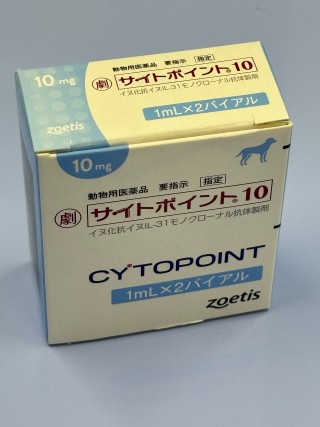 10 mg
動物用医薬品 要指示 指定
劇 サイトポイント® 10
イヌ化抗イヌIL-31モノクローナル抗体製剤
1mL×2バイアル
zoetis
10 mg
動物用医薬品 要指示 指定
劇 サイトポイント® 10
イヌ化抗イヌIL-31モノクローナル抗体製剤
CYTOPOINT
1mL×2バイアル
zoetis